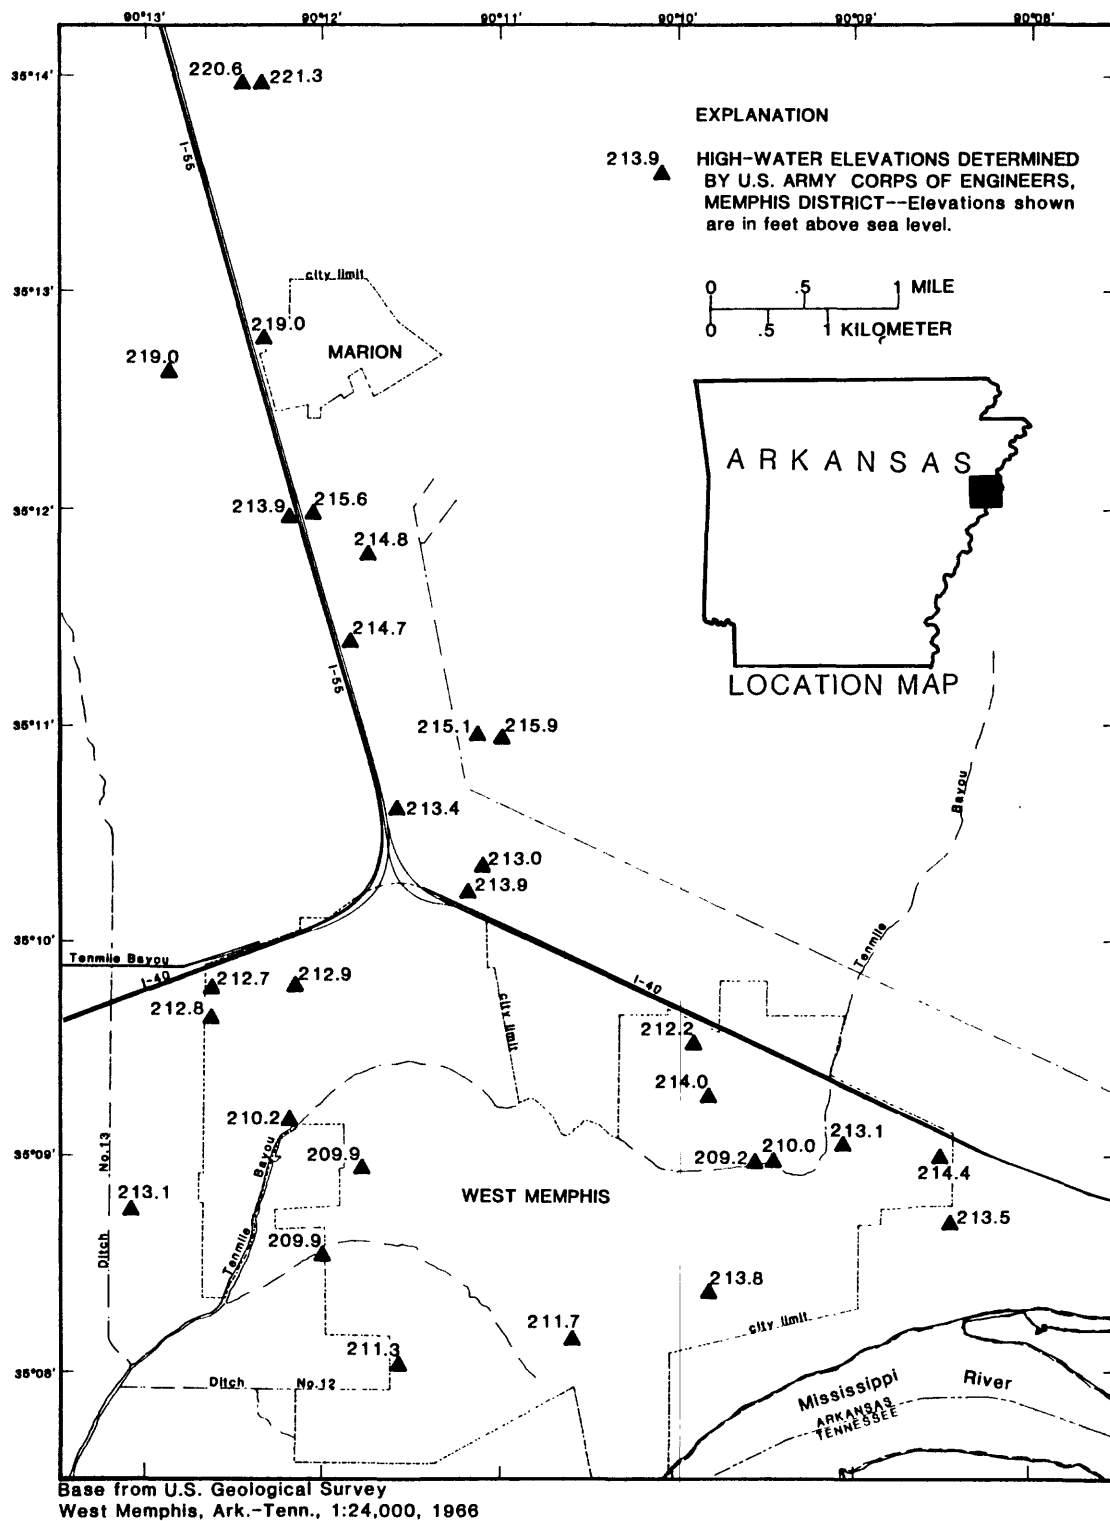 90°13'
90°12'
90°11'
90°10'
90°09'
90°08'
35°14'
220.6
221.3
I-55
EXPLANATION
213.9
HIGH-WATER ELEVATIONS DETERMINED
BY U.S. ARMY CORPS OF ENGINEERS,
MEMPHIS DISTRICT--Elevations shown
are in feet above sea level.
35°13'
city limit
0 .5 1 MILE
0 .5 1 KILOMETER
219.0
219.0
MARION
ARKANSAS
35°12'
213.9
215.6
214.8
214.7
I-55
LOCATION MAP
35°11'
215.1
215.9
Bayou
213.4
213.0
213.9
35°10'
Tenmile
Tenmile Bayou
I-40
212.7
212.9
I-40
212.8
city limit
212.2
214.0
210.2
35°09'
No.13
Bayou
209.9
209.2
210.0
213.1
214.4
213.1
WEST MEMPHIS
213.5
Ditch
Tenmile
209.9
213.8
city limit
211.7
211.3
35°08'
Ditch No.12
Mississippi River
ARKANSAS
TENNESSEE
Base from U.S. Geological Survey
West Memphis, Ark.-Tenn., 1:24,000, 1966